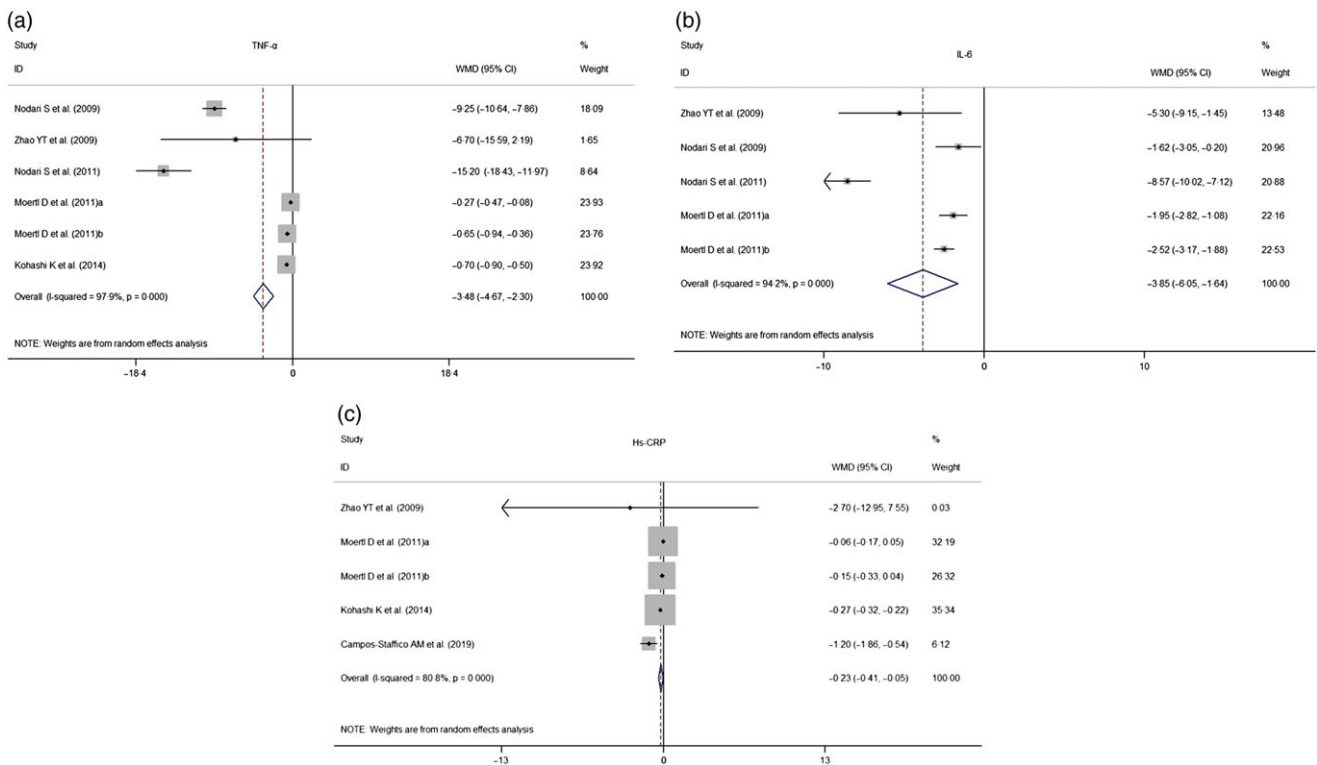 (a)
Study TNF-α %
ID WMD (95% CI) Weight
Nodari S et al. (2009) −9·25 (−10·64, −7·86) 18·09
Zhao YT et al. (2009) −6·70 (−15·59, 2·19) 1·65
Nodari S et al. (2011) −15·20 (−18·43, −11·97) 8·64
Moertl D et al. (2011)a −0·27 (−0·47, −0·08) 23·93
Moertl D et al. (2011)b −0·65 (−0·94, −0·36) 23·76
Kohashi K et al. (2014) −0·70 (−0·90, −0·50) 23·92
Overall (I-squared = 97·9%, p = 0·000) −3·48 (−4·67, −2·30) 100·00
NOTE: Weights are from random effects analysis
−18·4 0 18·4
(b)
Study IL-6 %
ID WMD (95% CI) Weight
Zhao YT et al. (2009) −5·30 (−9·15, −1·45) 13·48
Nodari S et al. (2009) −1·62 (−3·05, −0·20) 20·96
Nodari S et al. (2011) −8·57 (−10·02, −7·12) 20·88
Moertl D et al. (2011)a −1·95 (−2·82, −1·08) 22·16
Moertl D et al. (2011)b −2·52 (−3·17, −1·88) 22·53
Overall (I-squared = 94·2%, p = 0·000) −3·85 (−6·05, −1·64) 100·00
NOTE: Weights are from random effects analysis
−10 0 10
(c)
Study Hs-CRP %
ID WMD (95% CI) Weight
Zhao YT et al. (2009) −2·70 (−12·95, 7·55) 0·03
Moertl D et al. (2011)a −0·06 (−0·17, 0·05) 32·19
Moertl D et al. (2011)b −0·15 (−0·33, 0·04) 26·32
Kohashi K et al. (2014) −0·27 (−0·32, −0·22) 35·34
Campos-Staffico AM et al. (2019) −1·20 (−1·86, −0·54) 6·12
Overall (I-squared = 80·8%, p = 0·000) −0·23 (−0·41, −0·05) 100·00
NOTE: Weights are from random effects analysis
−13 0 13